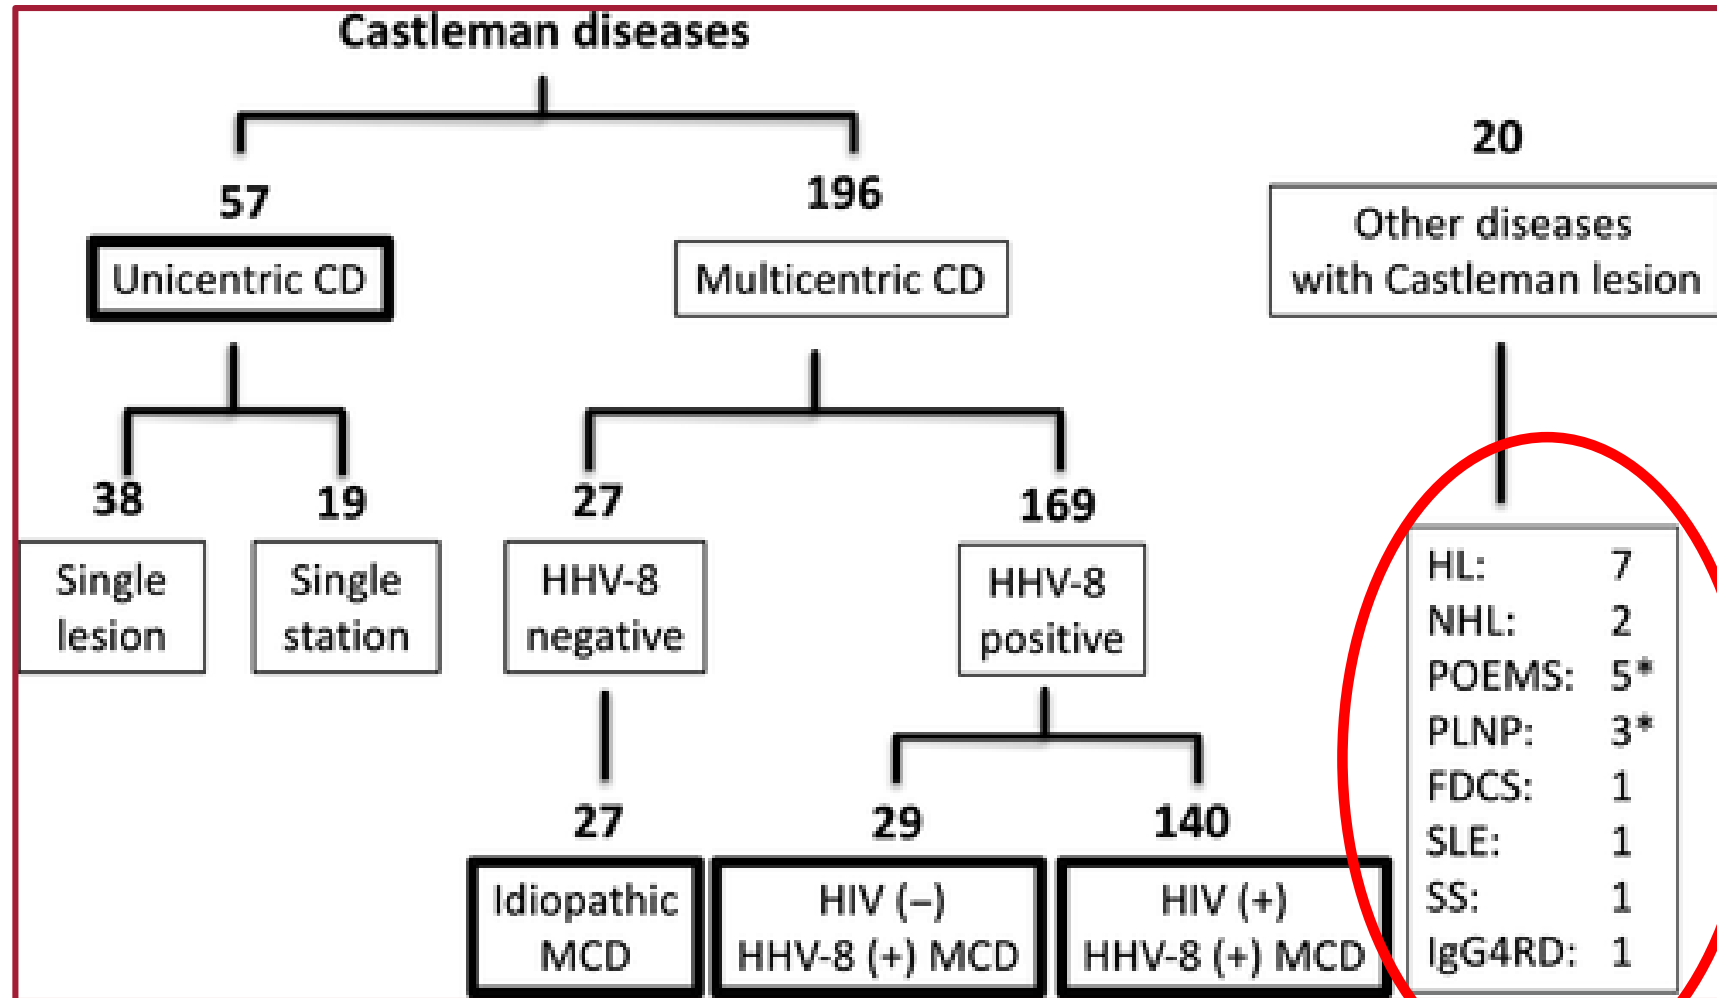 Castleman diseases
57
196
20
Unicentric CD
Multicentric CD
Other diseases
with Castleman lesion
38
19
27
169
Single
lesion
Single
station
HHV-8
negative
HHV-8
positive
27
29
140
Idiopathic
MCD
HIV (–)
HHV-8 (+) MCD
HIV (+)
HHV-8 (+) MCD
HL: 7
NHL: 2
POEMS: 5*
PLNP: 3*
FDCS: 1
SLE: 1
SS: 1
IgG4RD: 1